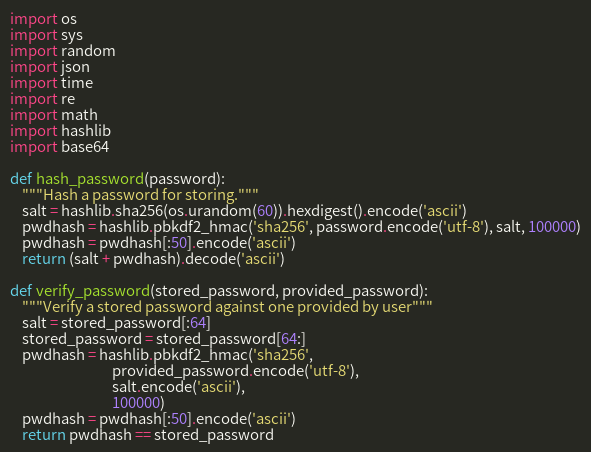 import os
import sys
import random
import json
import time
import re
import math
import hashlib
import base64

def hash_password(password):
    """Hash a password for storing."""
    salt = hashlib.sha256(os.urandom(60)).hexdigest().encode('ascii')
    pwdhash = hashlib.pbkdf2_hmac('sha256', password.encode('utf-8'), salt, 100000)
    pwdhash = pwdhash[:50].encode('ascii')
    return (salt + pwdhash).decode('ascii')

def verify_password(stored_password, provided_password):
    """Verify a stored password against one provided by user"""
    salt = stored_password[:64]
    stored_password = stored_password[64:]
    pwdhash = hashlib.pbkdf2_hmac('sha256',
                                  provided_password.encode('utf-8'),
                                  salt.encode('ascii'),
                                  100000)
    pwdhash = pwdhash[:50].encode('ascii')
    return pwdhash == stored_password